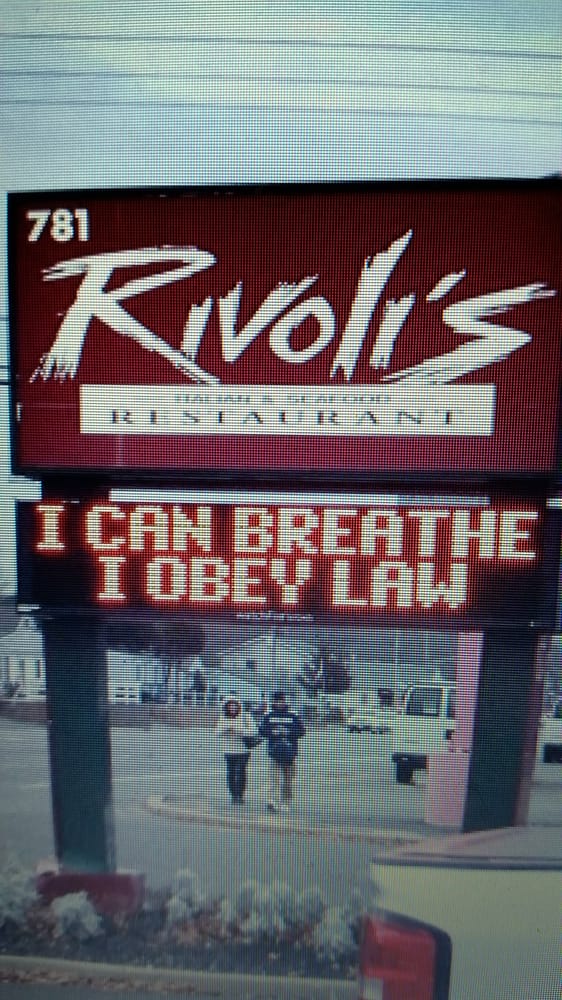 781
Rivoli's
ITALIAN & SEAFOOD
RESTAURANT
I CAN BREATHE
I OBEY LAW